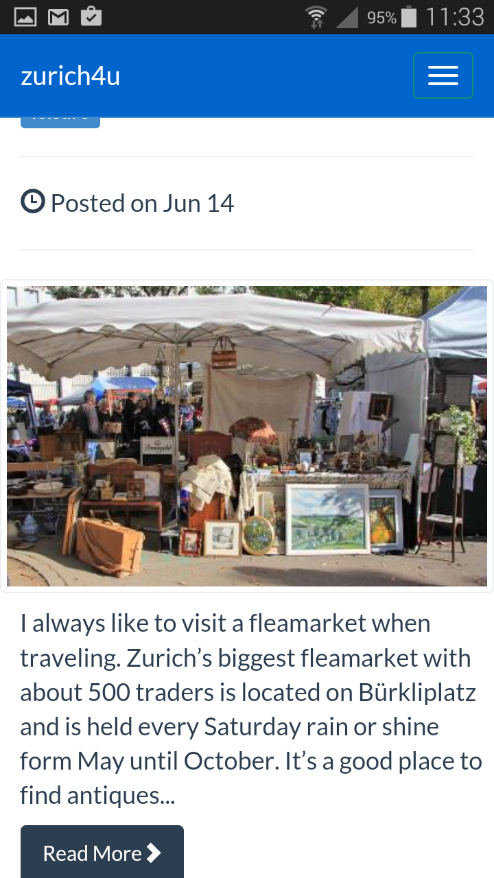 95% 11:33
zurich4u
Posted on Jun 14
I always like to visit a fleamarket when
traveling. Zurich's biggest fleamarket with
about 500 traders is located on Bürkliplatz
and is held every Saturday rain or shine
form May until October. It's a good place to
find antiques...
Read More